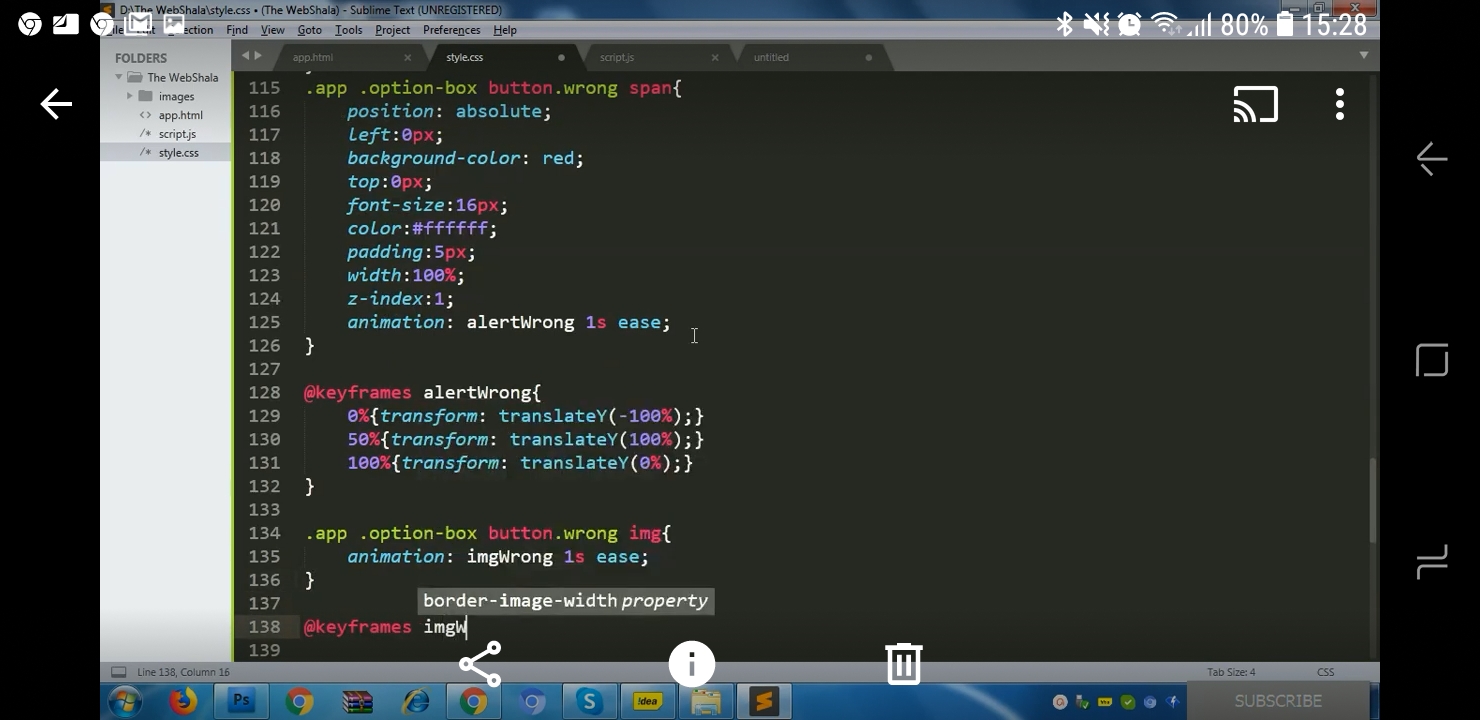 D:\The WebShala\style.css • (The WebShala) - Sublime Text (UNREGISTERED)
80% 15:28
Find View Goto Tools Project Preferences Help
FOLDERS
The WebShala
images
app.html
script.js
style.css
app.html style.css script.js untitled
115 .app .option-box button.wrong span{
116 position: absolute;
117 left:0px;
118 background-color: red;
119 top:0px;
120 font-size:16px;
121 color:#ffffff;
122 padding:5px;
123 width:100%;
124 z-index:1;
125 animation: alertWrong 1s ease;
126 }
127
128 @keyframes alertWrong{
129 0%{transform: translateY(-100%);}
130 50%{transform: translateY(100%);}
131 100%{transform: translateY(0%);}
132 }
133
134 .app .option-box button.wrong img{
135 animation: imgWrong 1s ease;
136 }
137
border-image-width property
138 @keyframes imgW
139
Line 138, Column 16
Tab Size: 4 CSS
Ps
!dea
SUBSCRIBE